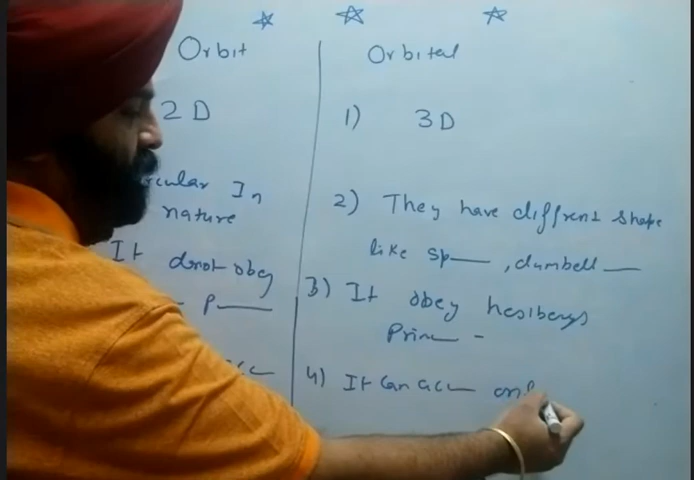 Orbit
Orbital
2D
1) 3D
rcular In
nature
2) They have diffrent shape
like sp , dumbell
It donot obey
P
3) It obey hesibergs
Prin -
4) It can acc onl